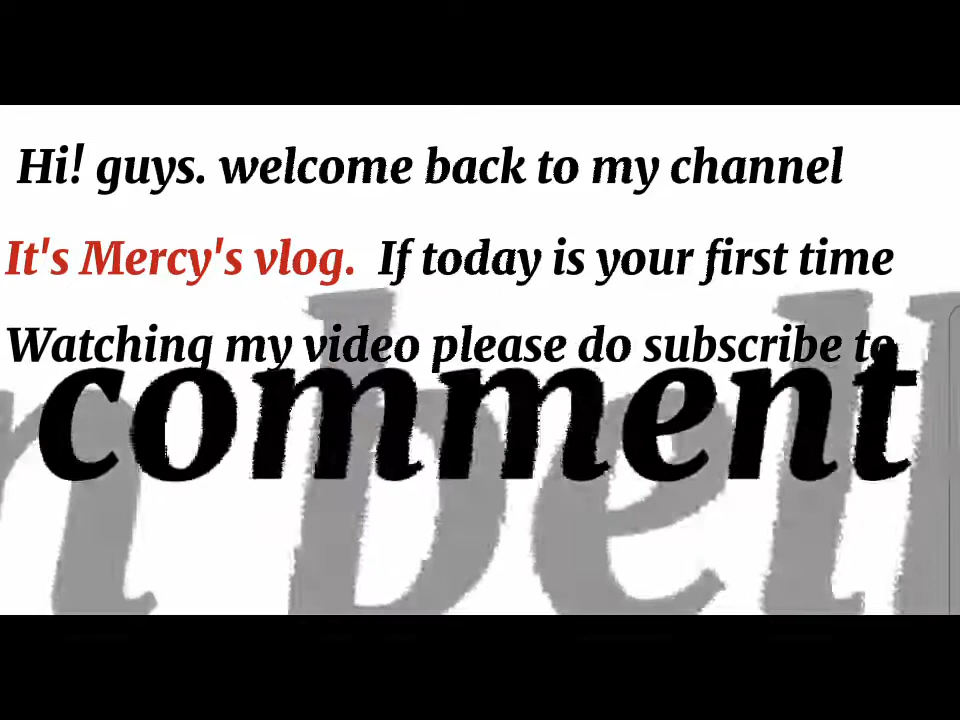 Hi! guys. welcome back to my channel
It's Mercy's vlog. If today is your first time
Watching my video please do subscribe to
comment
bell